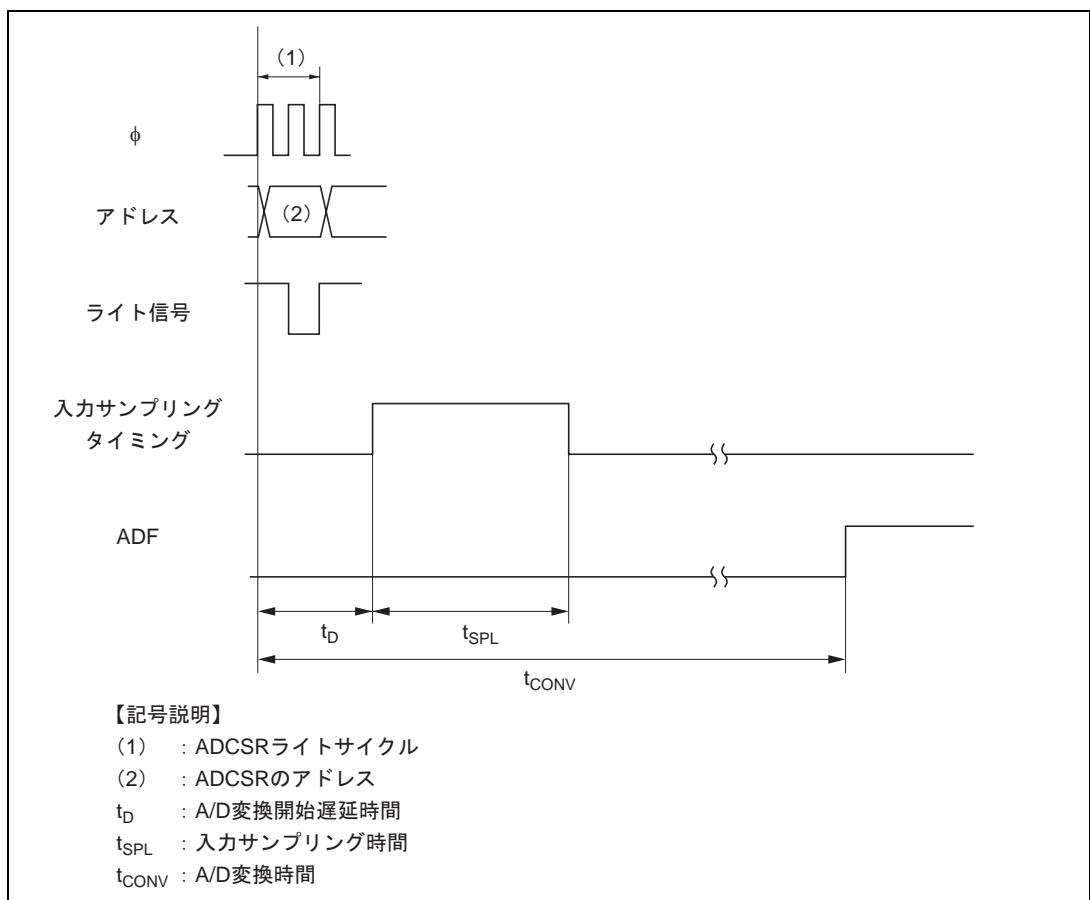 （1）
φ
アドレス
（2）
ライト信号
入力サンプリング
タイミング
ADF
tD
tSPL
tCONV
【記号説明】
（1） : ADCSRライトサイクル
（2） : ADCSRのアドレス
tD : A/D変換開始遅延時間
tSPL : 入力サンプリング時間
tCONV : A/D変換時間